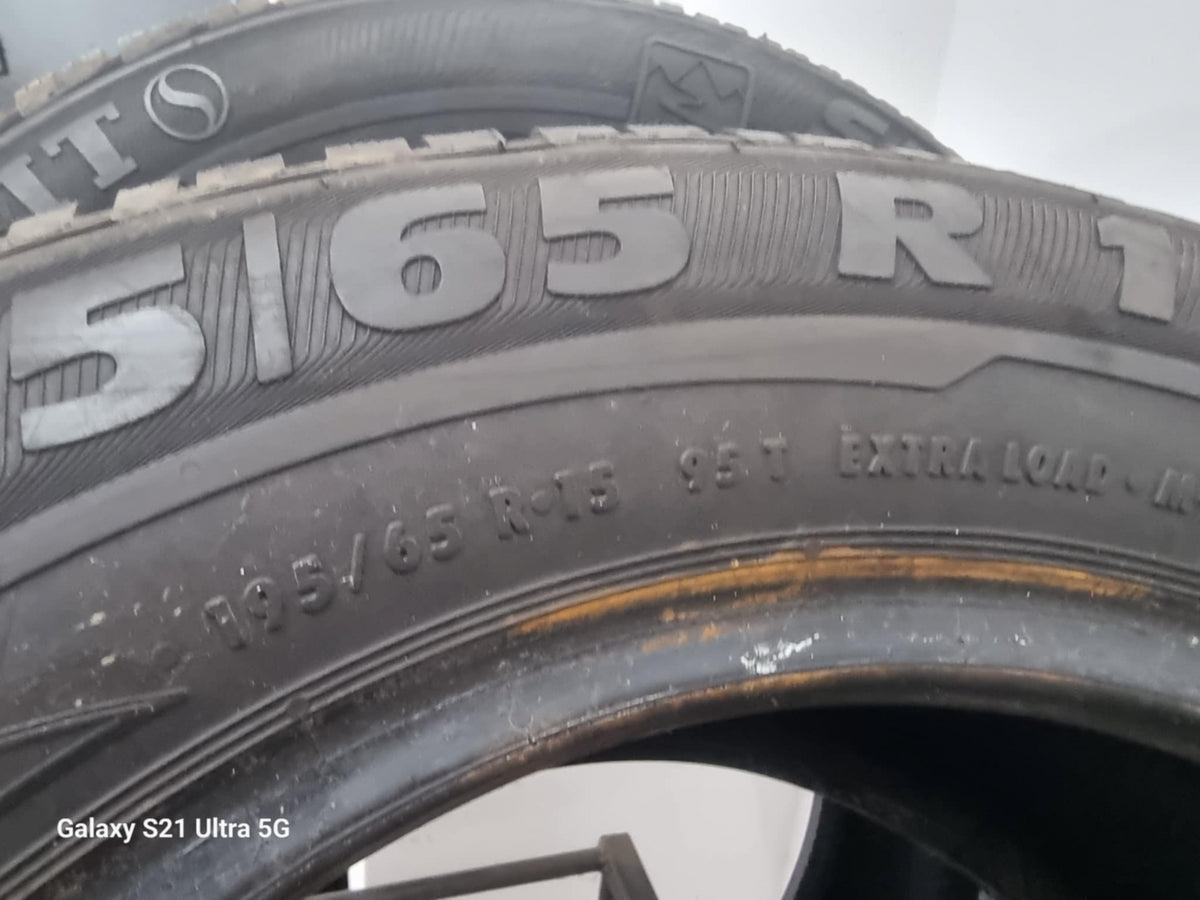 5/65 R 1
195/65 R·15 95 T EXTRA LOAD · M
Galaxy S21 Ultra 5G